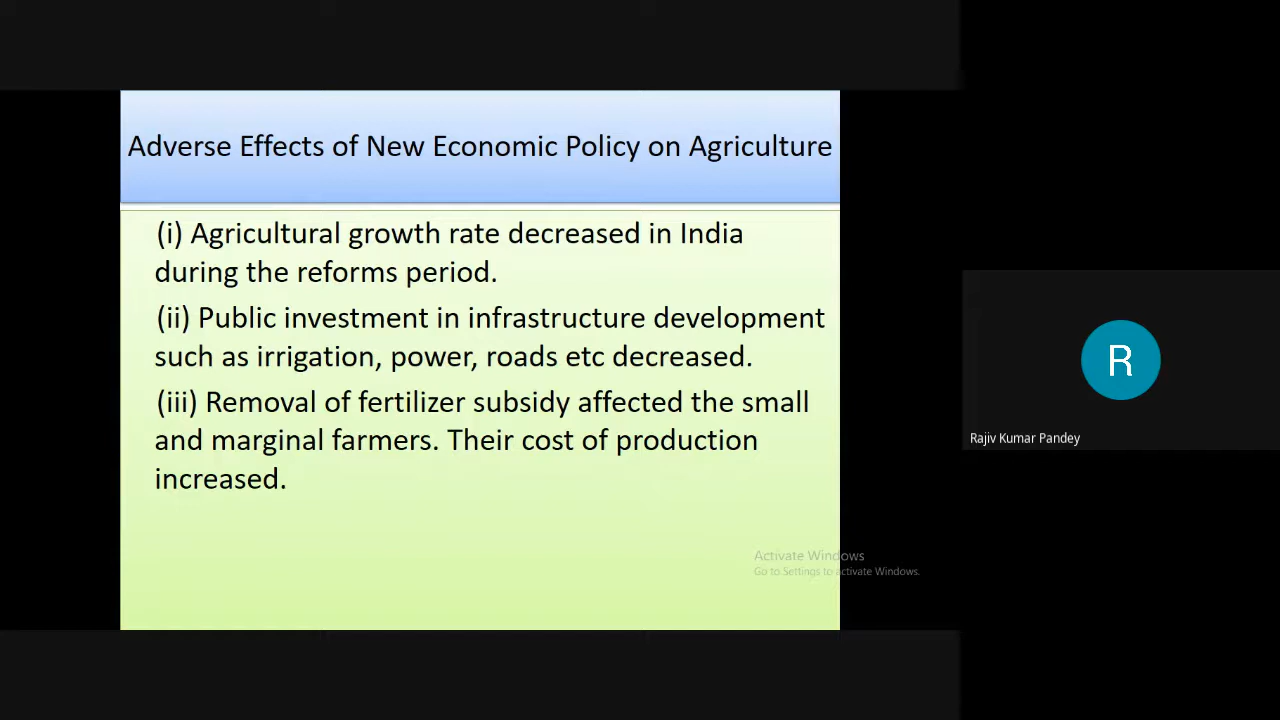 Adverse Effects of New Economic Policy on Agriculture
(i) Agricultural growth rate decreased in India
during the reforms period.
(ii) Public investment in infrastructure development
such as irrigation, power, roads etc decreased.
(iii) Removal of fertilizer subsidy affected the small
and marginal farmers. Their cost of production
increased.
Activate Windows
Go to Settings to activate Windows.
R
Rajiv Kumar Pandey